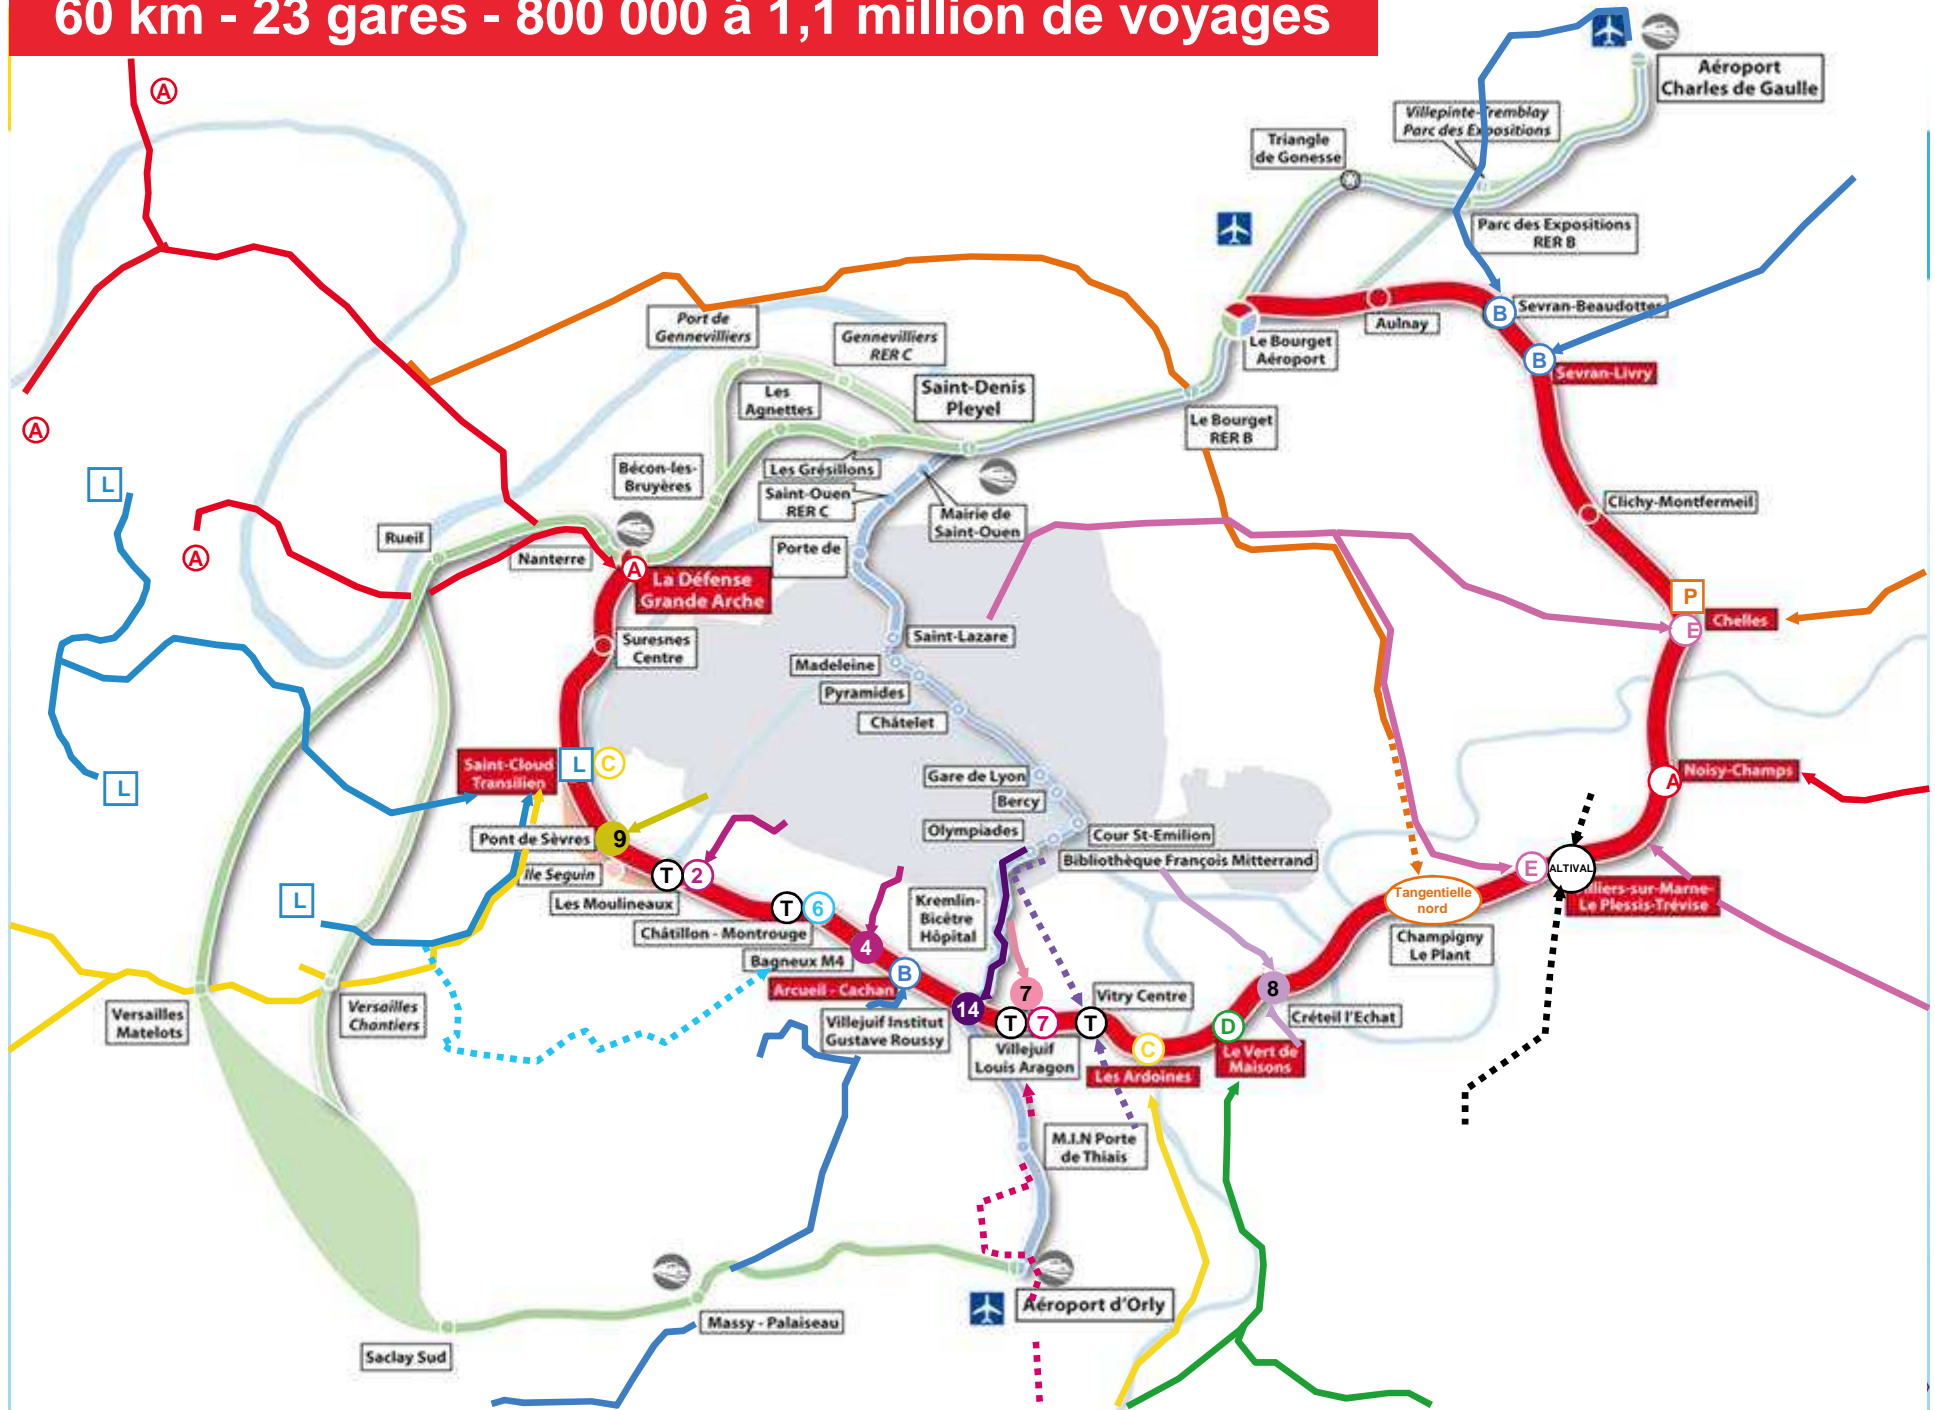 60 km - 23 gares - 800 000 à 1,1 million de voyages
A
Aéroport
Charles de Gaulle
Villepinte-Tremblay
Parc des Expositions
Triangle
de Gonesse
Parc des Expositions
RER B
B
Sevran-Beaudottes
Aulnay
Le Bourget
Aéroport
B
Sevran-Livry
Port de
Gennevilliers
Gennevilliers
RER C
Saint-Denis
Pleyel
Les
Agnettes
Le Bourget
RER B
A
Bécon-les-
Bruyères
Les Grésillons
Saint-Ouen
RER C
Mairie de
Saint-Ouen
Clichy-Montfermeil
L
Rueil
A
Nanterre
Porte de
A
La Défense
Grande Arche
P
Chelles
E
Suresnes
Centre
Saint-Lazare
Madeleine
Pyramides
Châtelet
Saint-Cloud
Transilien
L
C
L
Gare de Lyon
Bercy
A
Noisy-Champs
Olympiades
Cour St-Emilion
Bibliothèque François Mitterrand
Pont de Sèvres
9
île Seguin
T
2
Les Moulineaux
E
ALTIVAL
Tangentielle
nord
Villiers-sur-Marne-
Le Plessis-Trévise
L
T
6
Châtillon - Montrouge
Kremlin-
Bicêtre
Hôpital
Champigny
Le Plant
4
Bagneux M4
B
Arcueil - Cachan
Versailles
Matelots
Versailles
Chantiers
Villejuif Institut
Gustave Roussy
14
7
T
7
T
Vitry Centre
8
Créteil l'Echat
D
C
Villejuif
Louis Aragon
Les Ardoines
Le Vert de
Maisons
M.I.N Porte
de Thiais
Aéroport d'Orly
Massy - Palaiseau
Saclay Sud